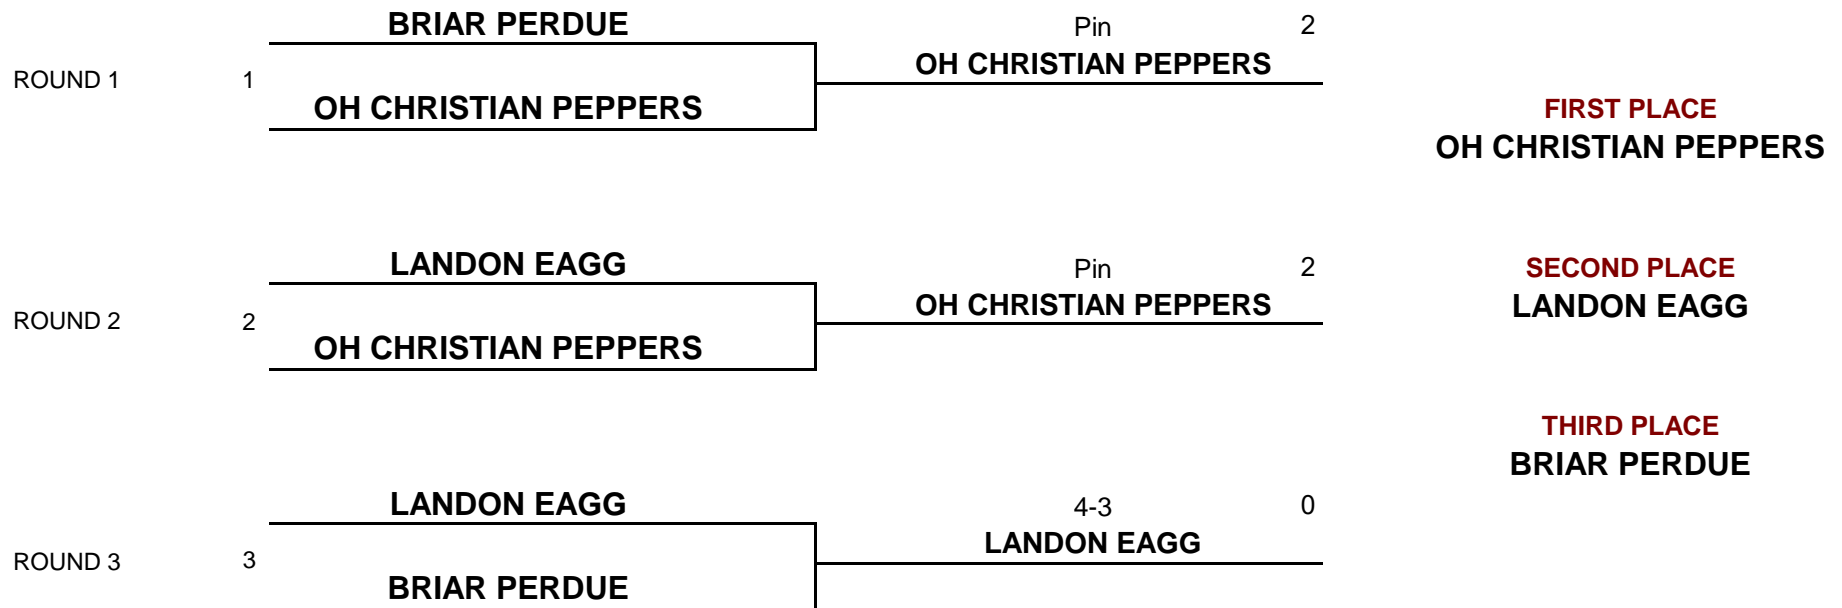 BRIAR PERDUE
Pin 2
OH CHRISTIAN PEPPERS
ROUND 1 1
OH CHRISTIAN PEPPERS
FIRST PLACE
OH CHRISTIAN PEPPERS
LANDON EAGG
Pin 2
SECOND PLACE
OH CHRISTIAN PEPPERS
LANDON EAGG
ROUND 2 2
OH CHRISTIAN PEPPERS
THIRD PLACE
BRIAR PERDUE
LANDON EAGG
4-3 0
LANDON EAGG
ROUND 3 3
BRIAR PERDUE